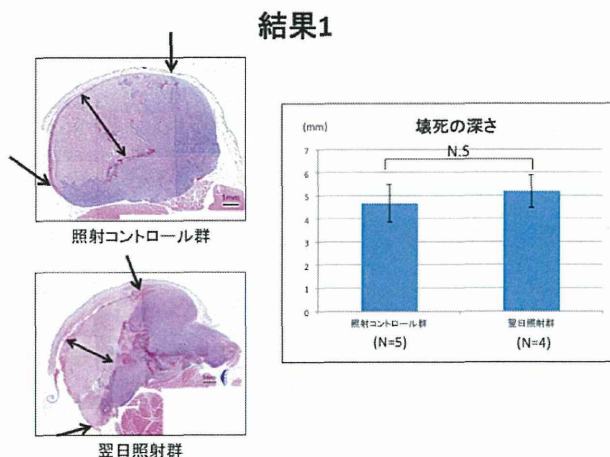 結果1
1mm
照射コントロール群
翌日照射群
壊死の深さ
(mm)
N.S
7
6
5
4
3
2
1
0
照射コントロール群
翌日照射群
(N=5)
(N=4)